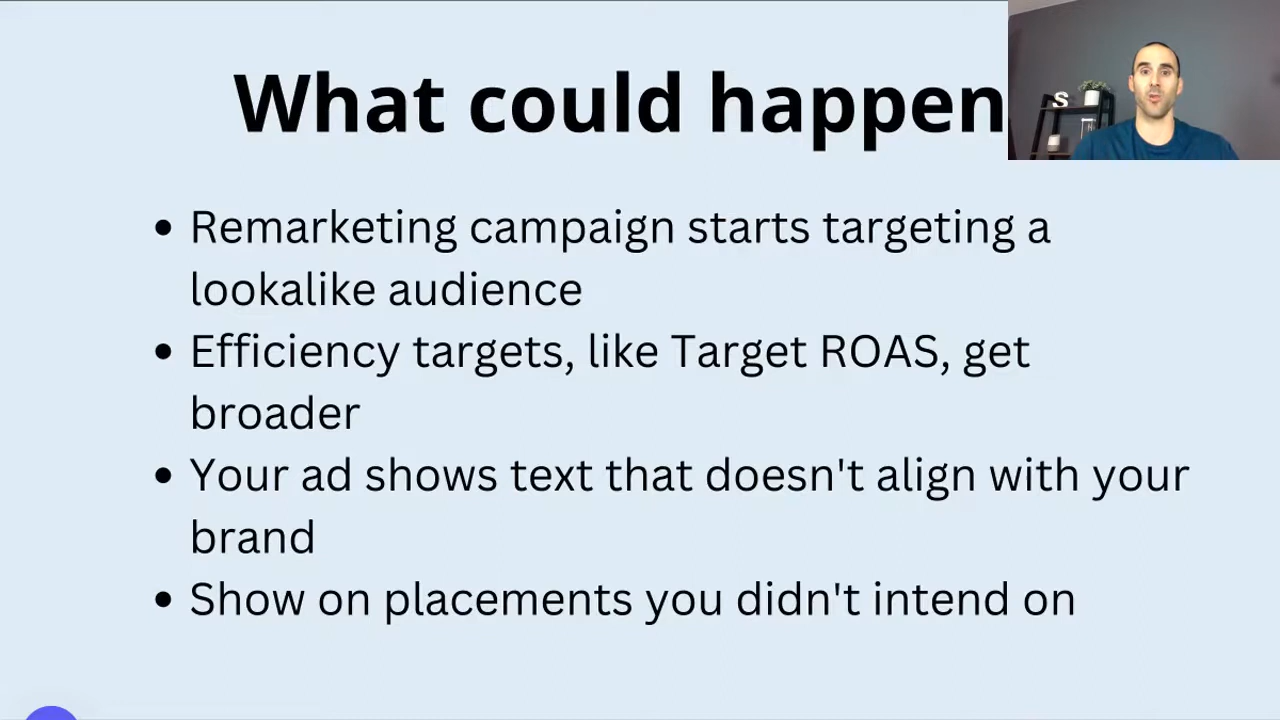 What could happen
• Remarketing campaign starts targeting a
lookalike audience
• Efficiency targets, like Target ROAS, get
broader
• Your ad shows text that doesn't align with your
brand
• Show on placements you didn't intend on
S